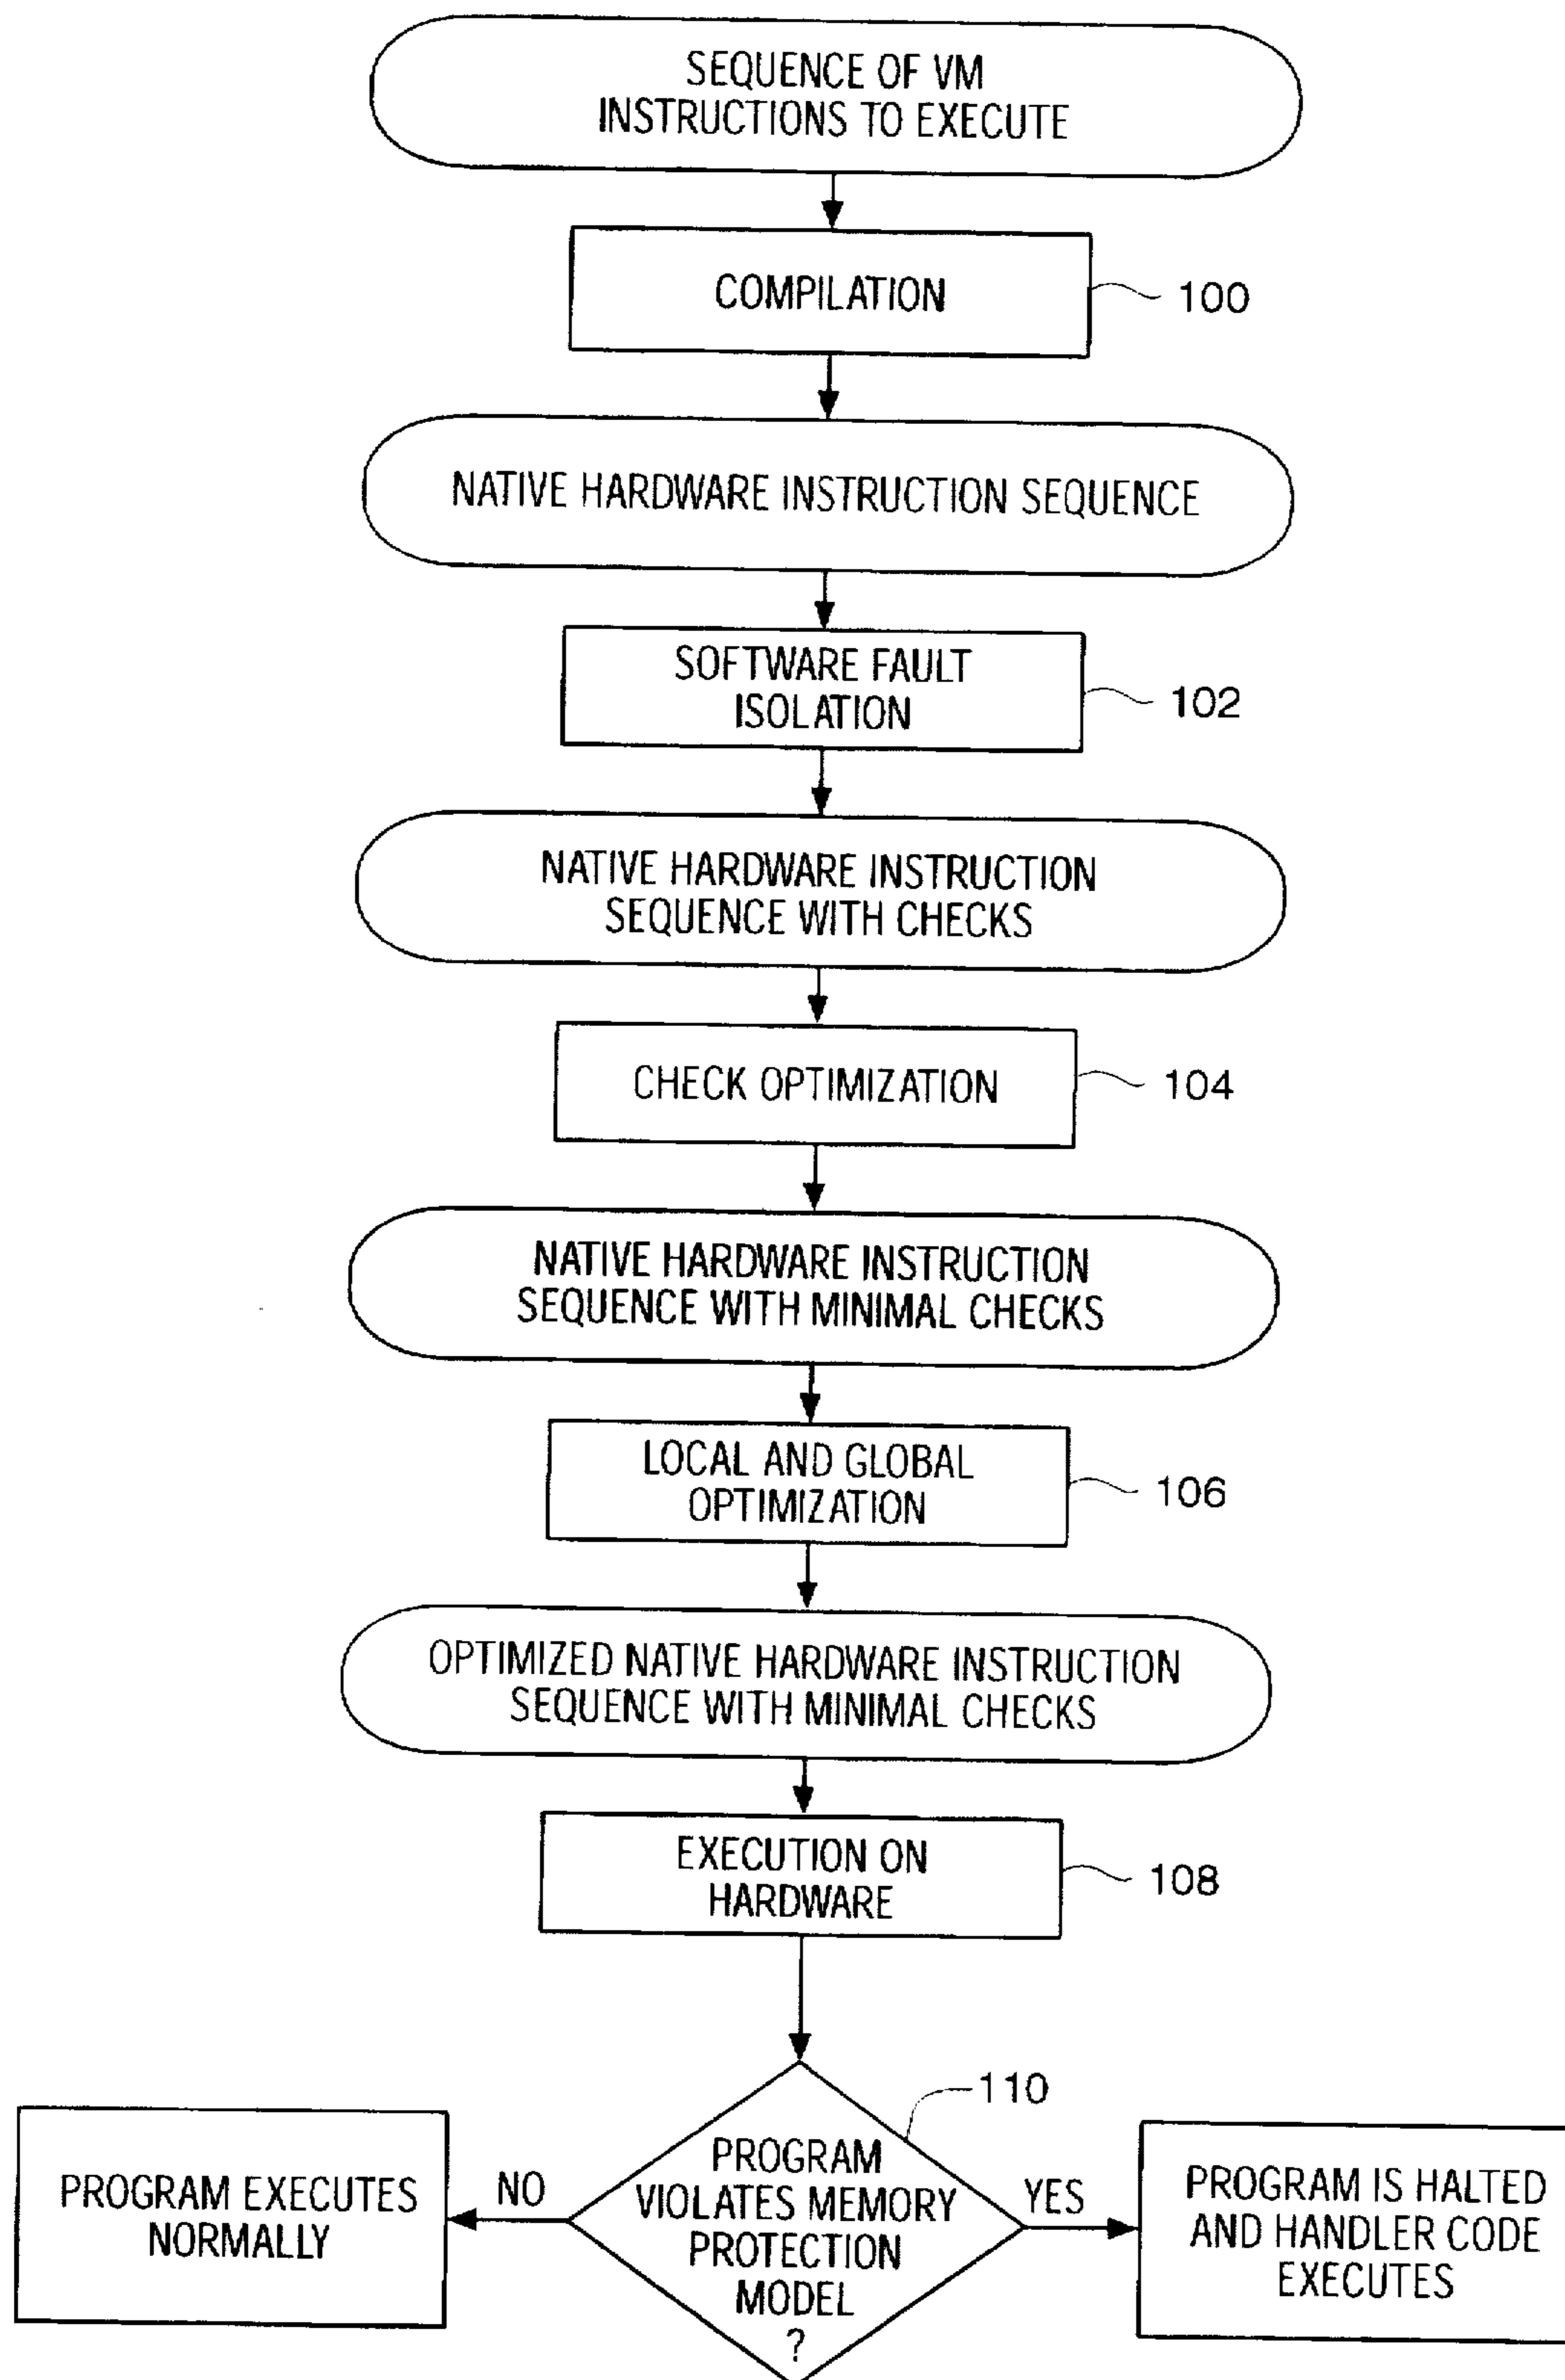 SEQUENCE OF VM
INSTRUCTIONS TO EXECUTE
COMPILATION
100
NATIVE HARDWARE INSTRUCTION SEQUENCE
SOFTWARE FAULT
ISOLATION
102
NATIVE HARDWARE INSTRUCTION
SEQUENCE WITH CHECKS
CHECK OPTIMIZATION
104
NATIVE HARDWARE INSTRUCTION
SEQUENCE WITH MINIMAL CHECKS
LOCAL AND GLOBAL
OPTIMIZATION
106
OPTIMIZED NATIVE HARDWARE INSTRUCTION
SEQUENCE WITH MINIMAL CHECKS
EXECUTION ON
HARDWARE
108
110
PROGRAM
VIOLATES MEMORY
PROTECTION
MODEL
?
NO
PROGRAM EXECUTES
NORMALLY
YES
PROGRAM IS HALTED
AND HANDLER CODE
EXECUTES